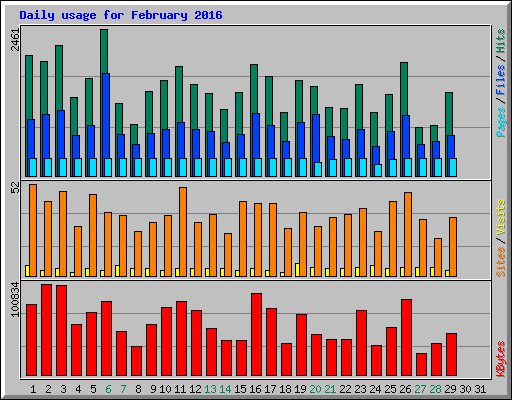 Daily usage for February 2016
2461
Pages / Files / Hits
52
Sites / Visits
100834
KBytes
1 2 3 4 5 6 7 8 9 10 11 12 13 14 15 16 17 18 19 20 21 22 23 24 25 26 27 28 29 30 31